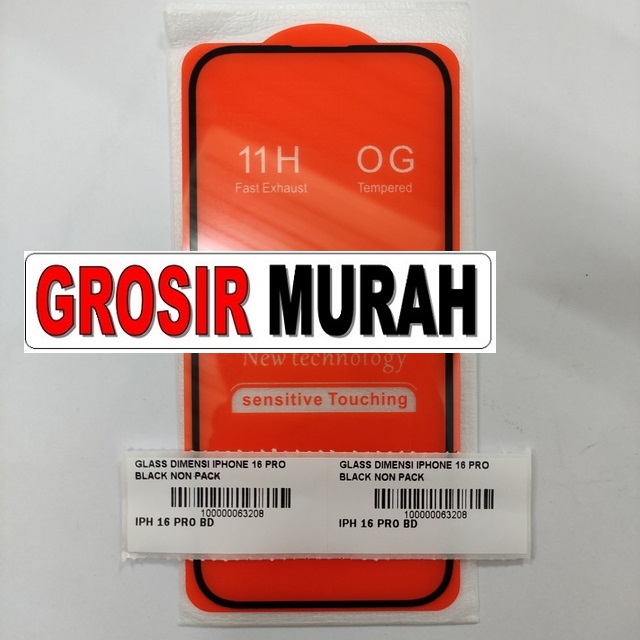 11H
OG
Fast Exhaust
Tempered
GROSIR MURAH
New technology
sensitive Touching
GLASS DIMENSI IPHONE 16 PRO
BLACK NON PACK
100000063208
IPH 16 PRO BD
GLASS DIMENSI IPHONE 16 PRO
BLACK NON PACK
100000063208
IPH 16 PRO BD